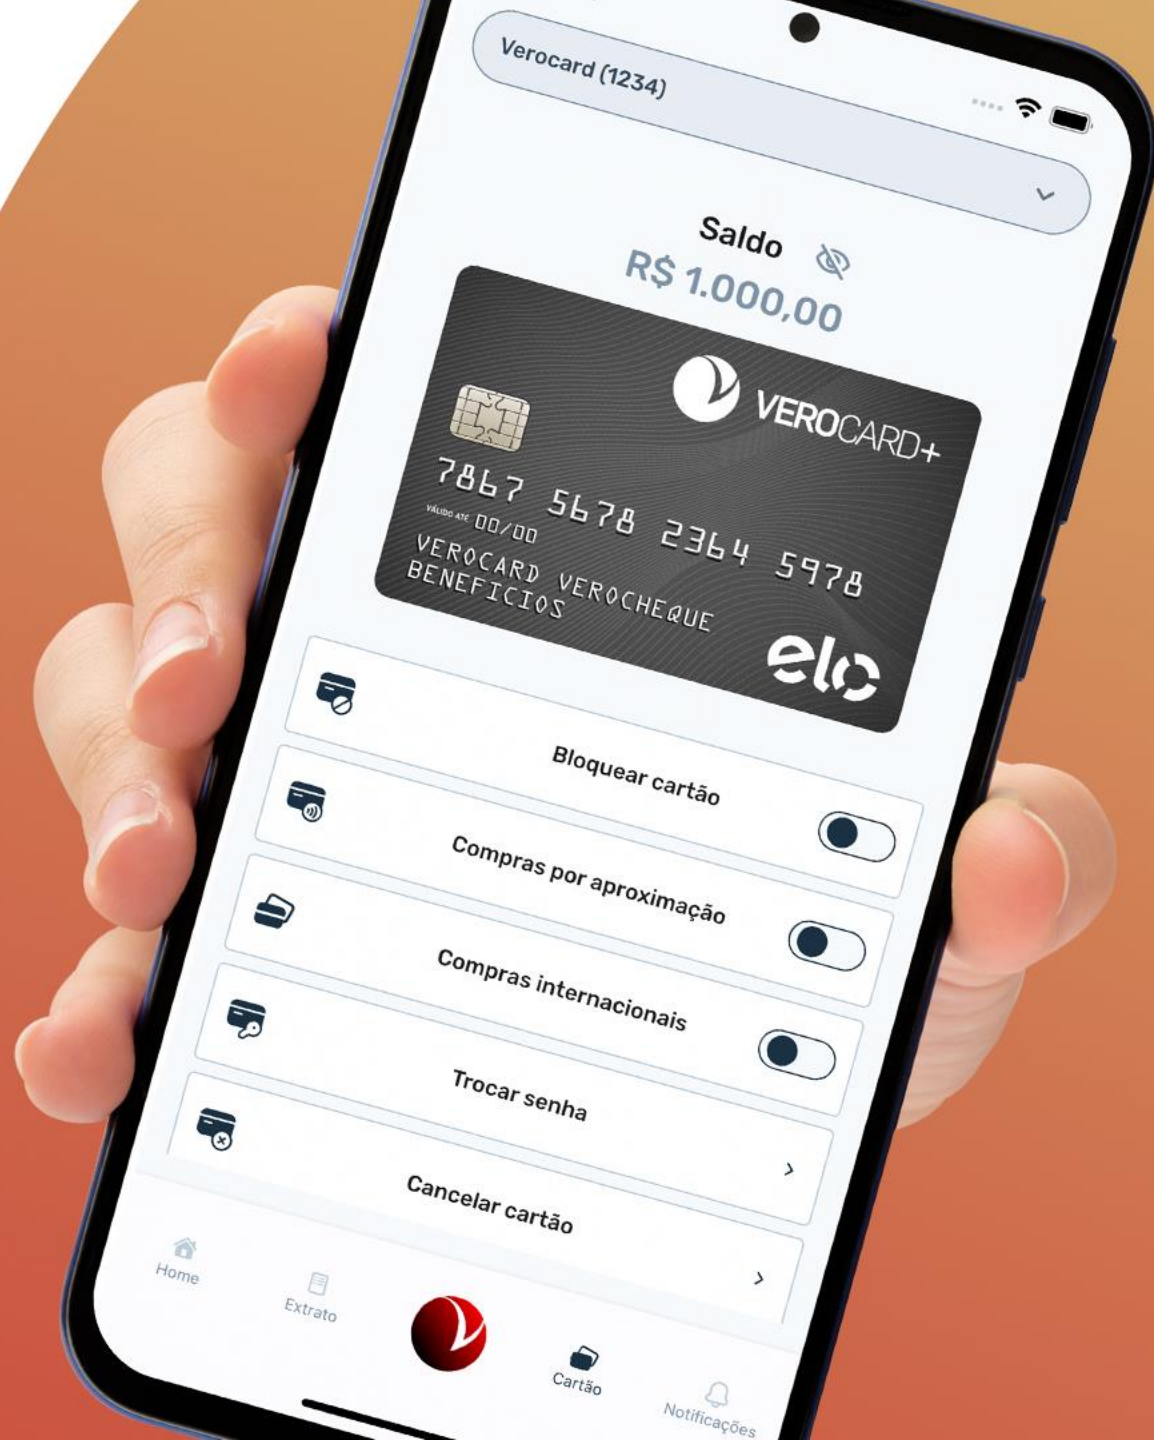 Verocard (1234)
Saldo
R$ 1.000,00
VEROCARD+
7867 5678 2364 5978
VÁLIDO ATÉ 00/00
VEROCARD VEROCHEQUE
BENEFICIOS
elo
Bloquear cartão
Compras por aproximação
Compras internacionais
Trocar senha
Cancelar cartão
Home
Extrato
Cartão
Notificações